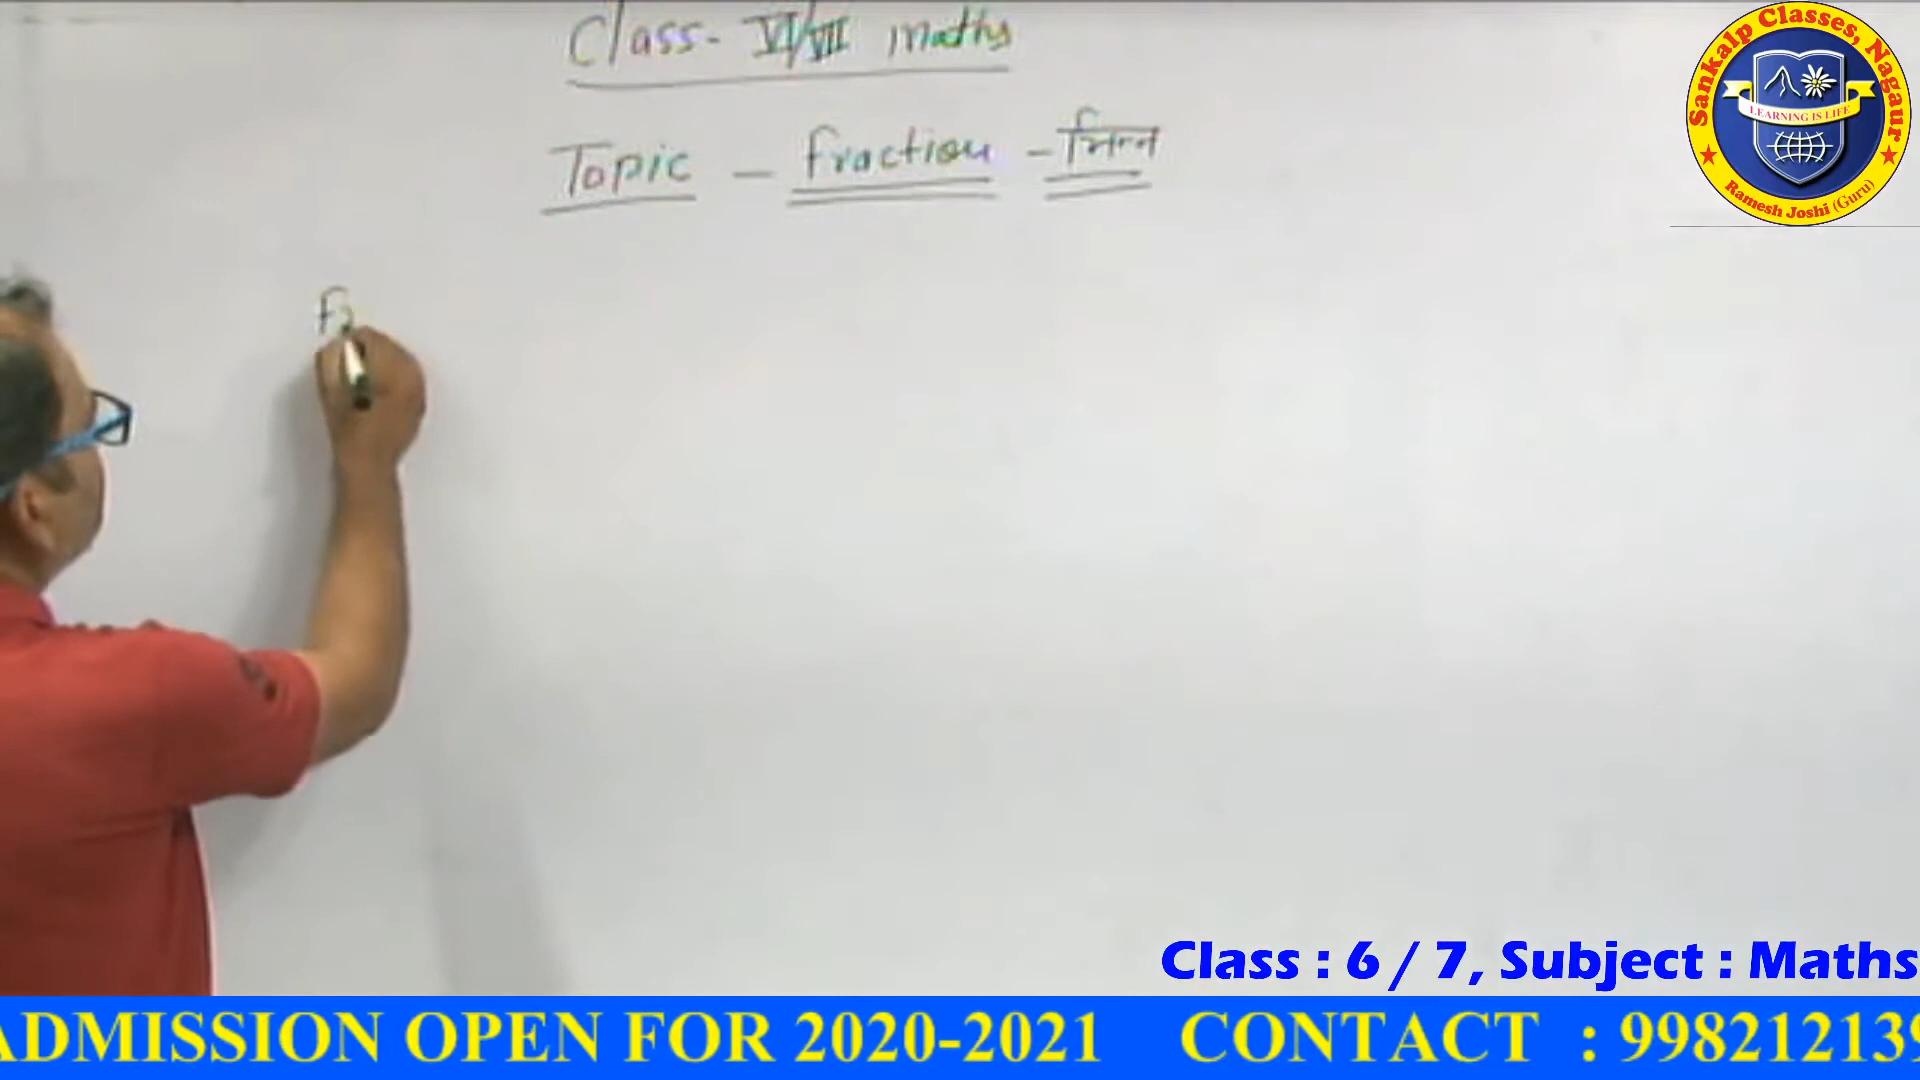 Class - VI/VII maths
Topic - fraction - भिन्न
Fr
Sankalp Classes, Nagaur
LEARNING IS LIFE
Ramesh Joshi (Guru)
Class : 6 / 7, Subject : Maths
ADMISSION OPEN FOR 2020-2021 CONTACT : 998212139